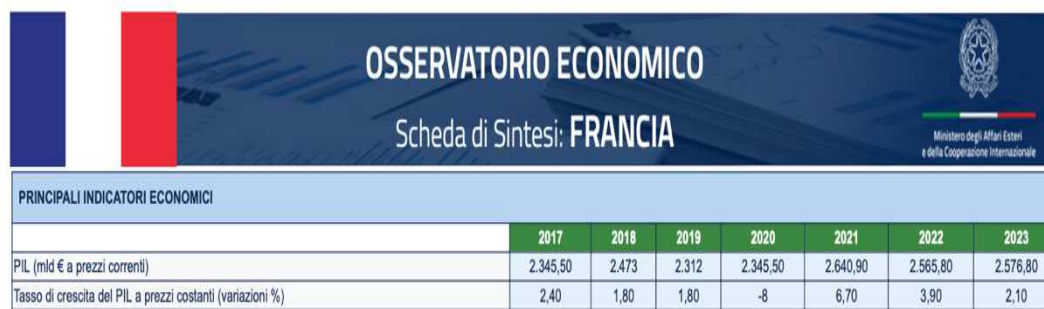 OSSERVATORIO ECONOMICO
Scheda di Sintesi: FRANCIA
Ministero degli Affari Esteri
e della Cooperazione Internazionale
PRINCIPALI INDICATORI ECONOMICI
2017 2018 2019 2020 2021 2022 2023
PIL (mld € a prezzi correnti) 2.345,50 2.473 2.312 2.345,50 2.640,90 2.565,80 2.576,80
Tasso di crescita del PIL a prezzi costanti (variazioni %) 2,40 1,80 1,80 -8 6,70 3,90 2,10